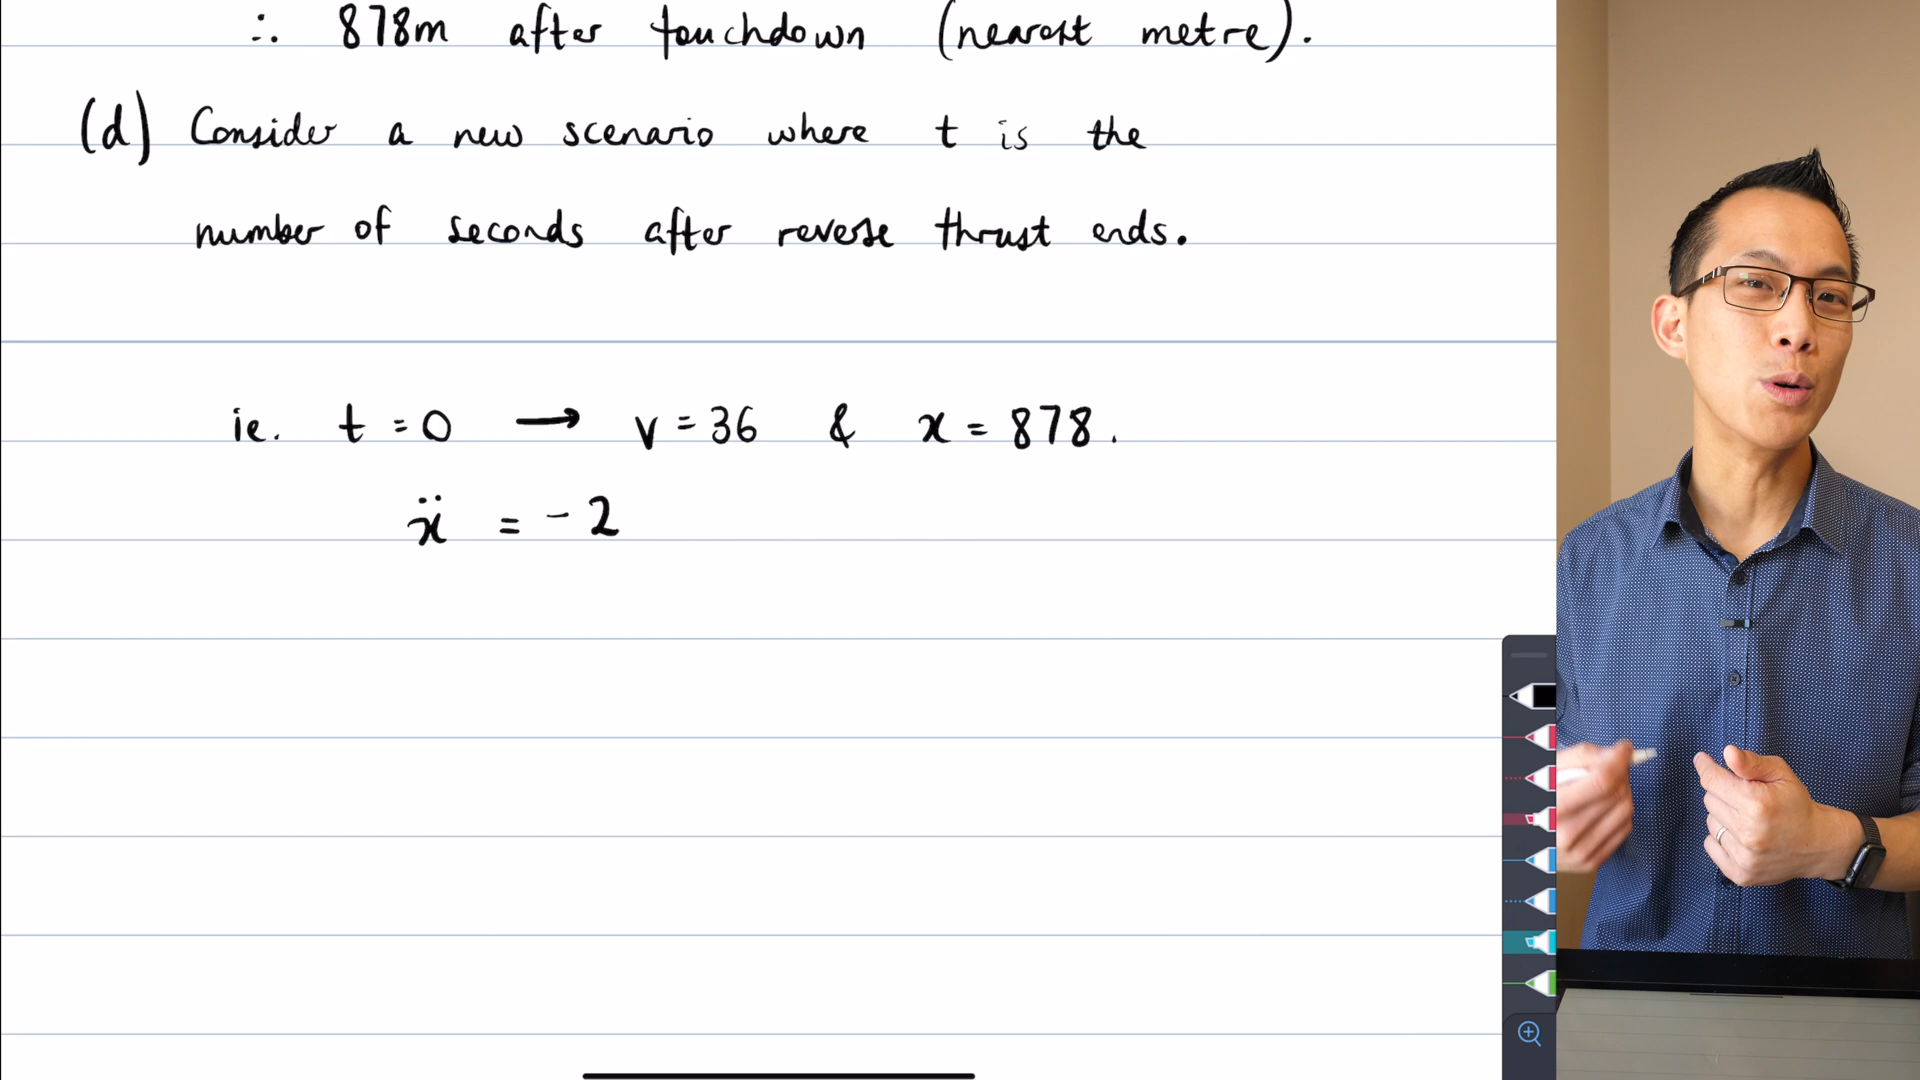 ∴ 878m after touchdown (nearest metre).
(d) Consider a new scenario where t is the
number of seconds after reverse thrust ends.
ie. t = 0 → v = 36 & x = 878.
ẍ = -2